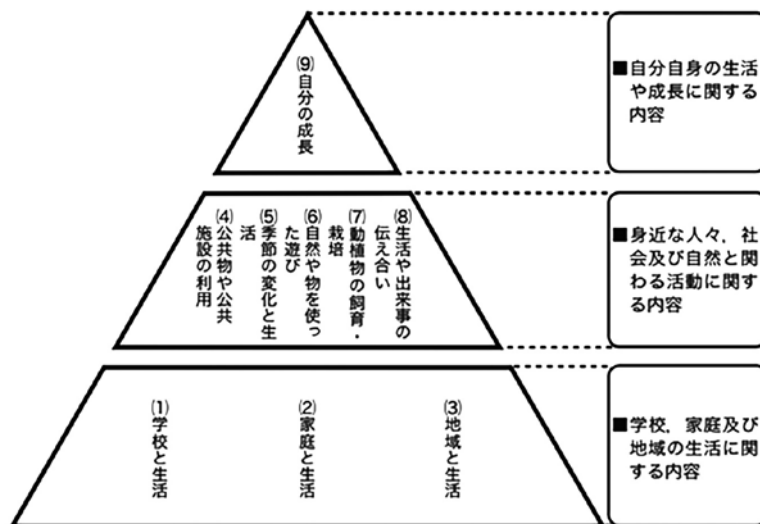 (9)自分の成長
■自分自身の生活
や成長に関する
内容
(4)公共物や公共
施設の利用
(5)季節の変化と生
活
(6)自然や物を使っ
た遊び
(7)動植物の飼育・
栽培
(8)生活や出来事の
伝え合い
■身近な人々，社
会及び自然と関
わる活動に関す
る内容
(1)学校と生活
(2)家庭と生活
(3)地域と生活
■学校，家庭及び
地域の生活に関
する内容